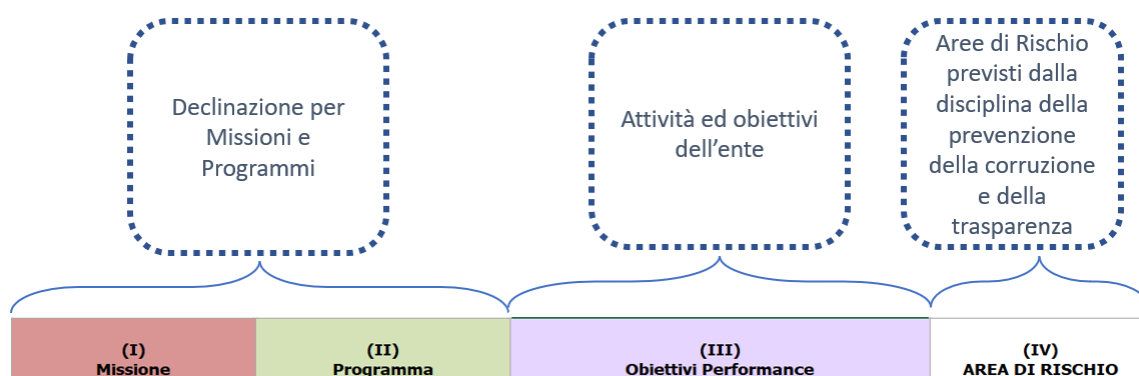 Declinazione per
Missioni e
Programmi
Attività ed obiettivi
dell’ente
Aree di Rischio
previsti dalla
disciplina della
prevenzione
della corruzione
e della
trasparenza
(I)
Missione
(II)
Programma
(III)
Obiettivi Performance
(IV)
AREA DI RISCHIO